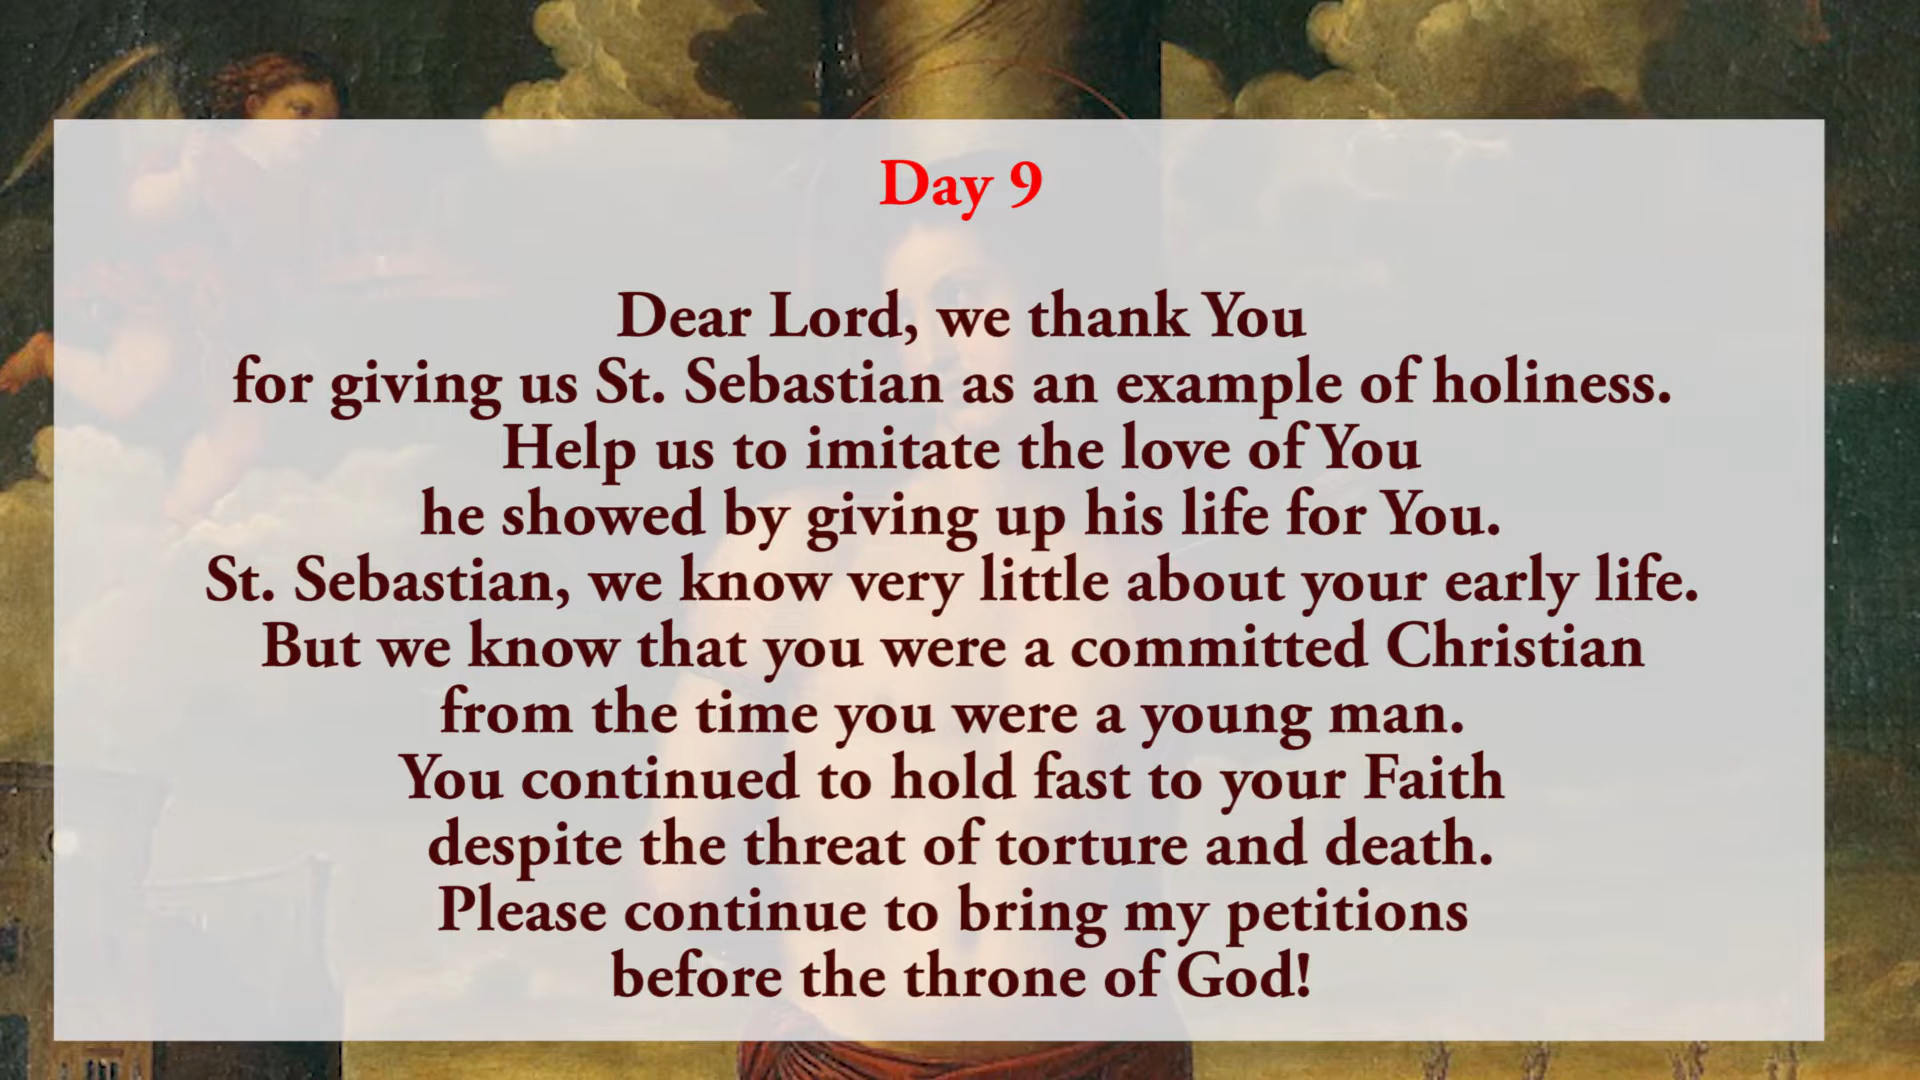 Day 9
Dear Lord, we thank You
for giving us St. Sebastian as an example of holiness.
Help us to imitate the love of You
he showed by giving up his life for You.
St. Sebastian, we know very little about your early life.
But we know that you were a committed Christian
from the time you were a young man.
You continued to hold fast to your Faith
despite the threat of torture and death.
Please continue to bring my petitions
before the throne of God!